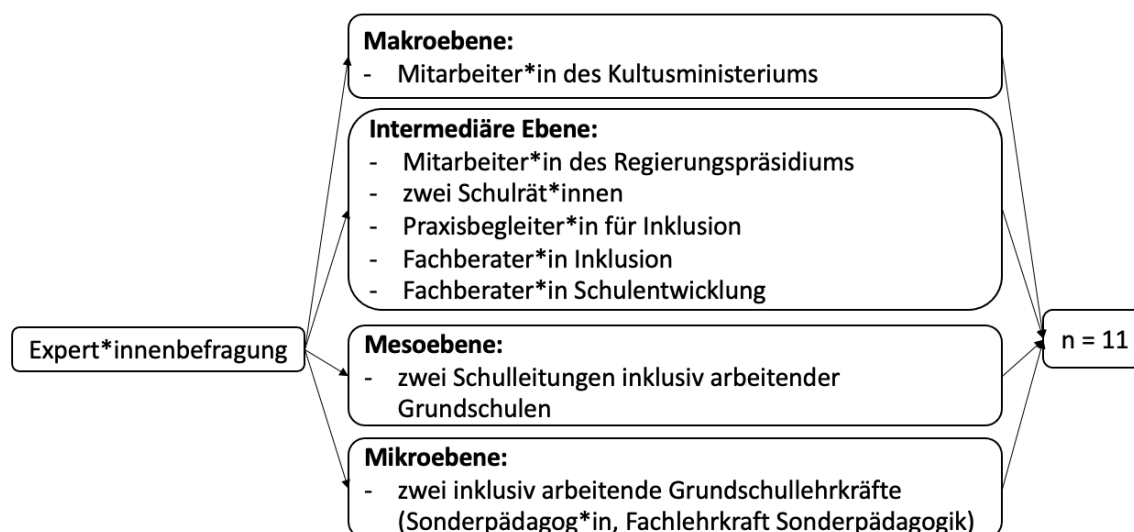 Makroebene:
- Mitarbeiter*in des Kultusministeriums
Intermediäre Ebene:
- Mitarbeiter*in des Regierungspräsidiums
- zwei Schulrät*innen
- Praxisbegleiter*in für Inklusion
- Fachberater*in Inklusion
- Fachberater*in Schulentwicklung
Expert*innenbefragung
n = 11
Mesoebene:
- zwei Schulleitungen inklusiv arbeitender
Grundschulen
Mikroebene:
- zwei inklusiv arbeitende Grundschullehrkräfte
(Sonderpädagog*in, Fachlehrkraft Sonderpädagogik)